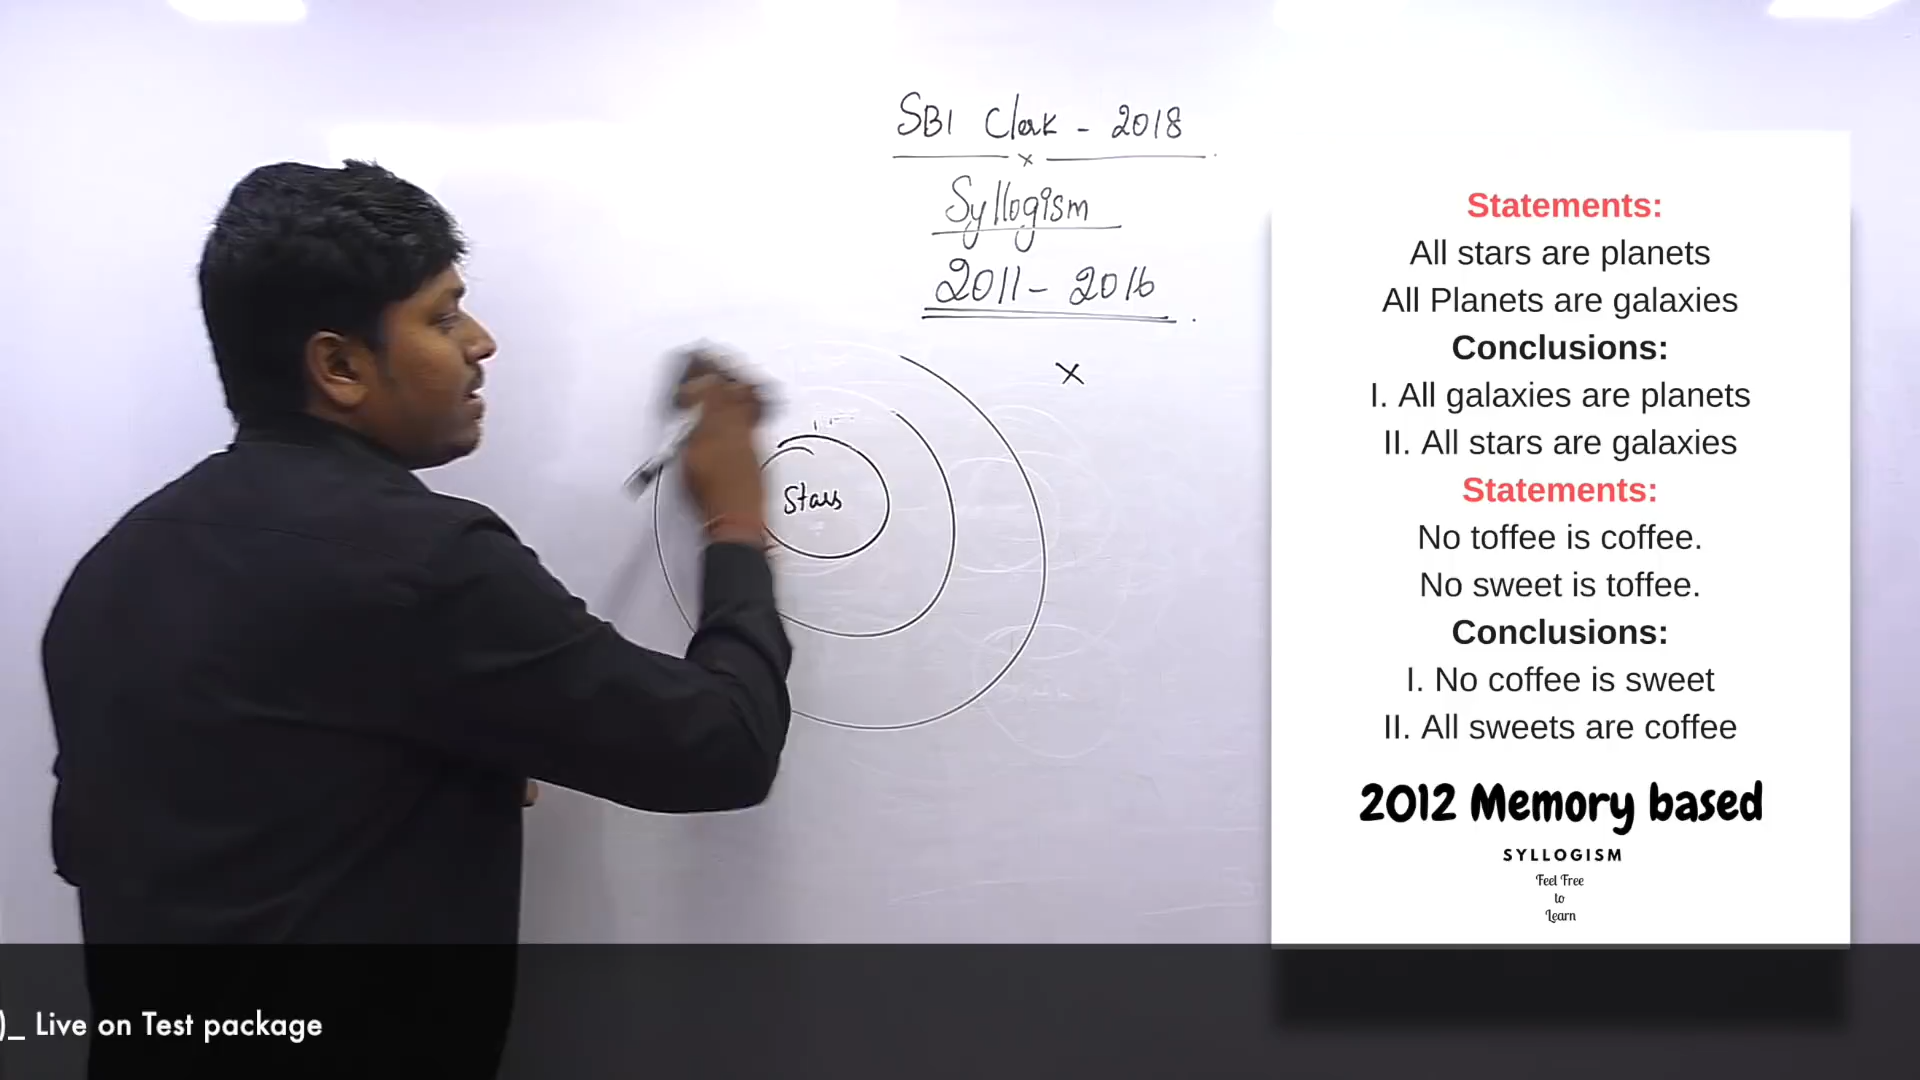 SBI Clerk - 2018
Syllogism
2011 - 2016
x
Stars
Statements:
All stars are planets
All Planets are galaxies
Conclusions:
I. All galaxies are planets
II. All stars are galaxies
Statements:
No toffee is coffee.
No sweet is toffee.
Conclusions:
I. No coffee is sweet
II. All sweets are coffee
2012 Memory based
SYLLOGISM
Feel Free
to
Learn
)_ Live on Test package